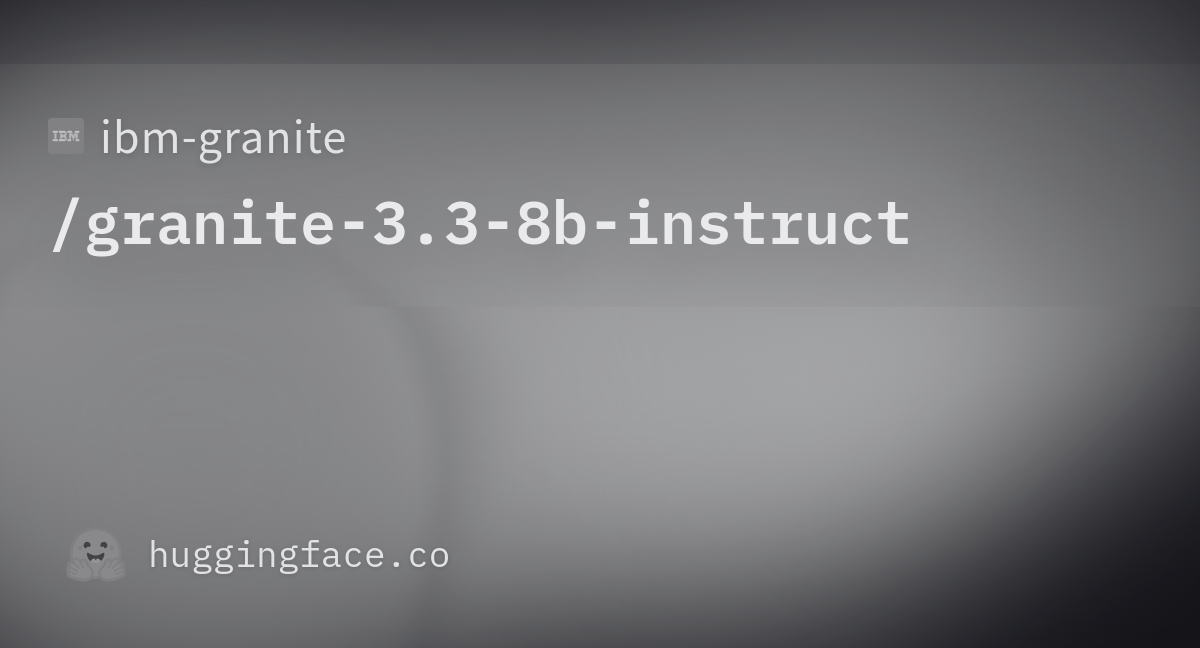 IBM
ibm-granite
/granite-3.3-8b-instruct
huggingface.co